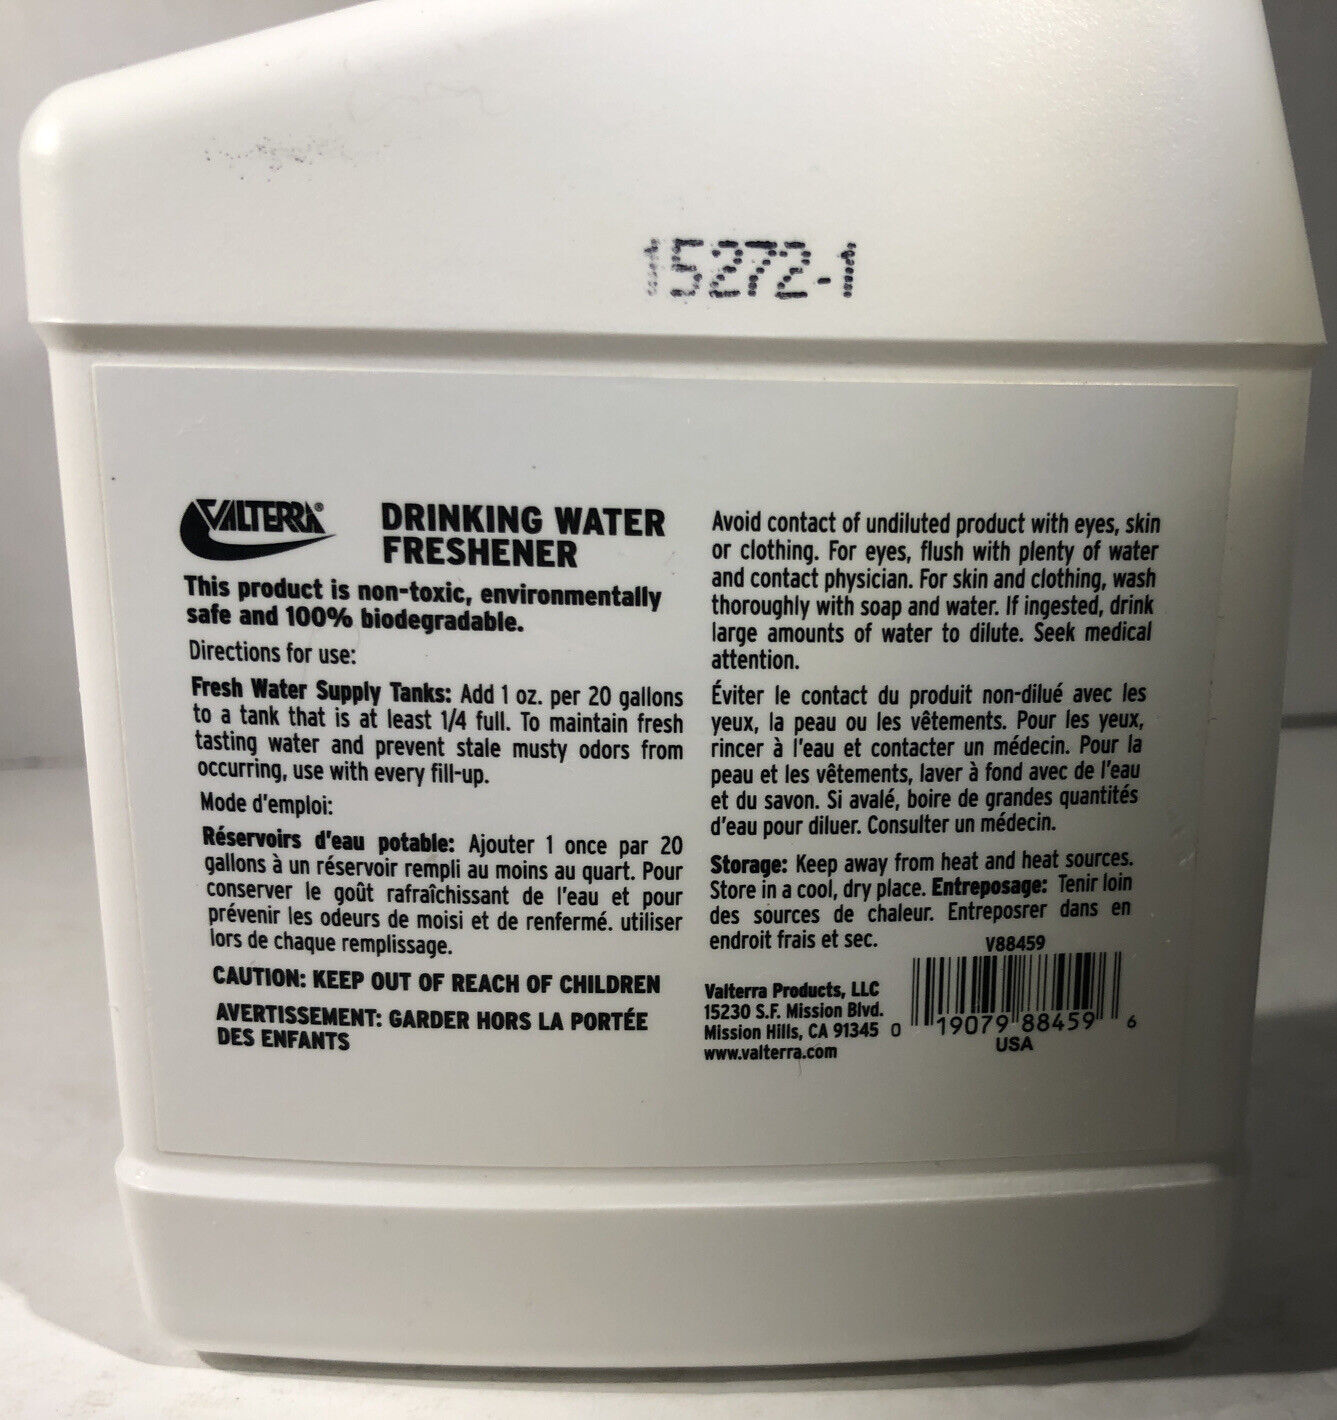 15272-1
VALTERRA®
DRINKING WATER
FRESHENER
This product is non-toxic, environmentally
safe and 100% biodegradable.
Directions for use:
Fresh Water Supply Tanks: Add 1 oz. per 20 gallons
to a tank that is at least 1/4 full. To maintain fresh
tasting water and prevent stale musty odors from
occurring, use with every fill-up.
Mode d'emploi:
Réservoirs d'eau potable: Ajouter 1 once par 20
gallons à un réservoir rempli au moins au quart. Pour
conserver le goût rafraîchissant de l'eau et pour
prévenir les odeurs de moisi et de renfermé. utiliser
lors de chaque remplissage.
CAUTION: KEEP OUT OF REACH OF CHILDREN
AVERTISSEMENT: GARDER HORS LA PORTÉE
DES ENFANTS
Avoid contact of undiluted product with eyes, skin
or clothing. For eyes, flush with plenty of water
and contact physician. For skin and clothing, wash
thoroughly with soap and water. If ingested, drink
large amounts of water to dilute. Seek medical
attention.
Éviter le contact du produit non-dilué avec les
yeux, la peau ou les vêtements. Pour les yeux,
rincer à l'eau et contacter un médecin. Pour la
peau et les vêtements, laver à fond avec de l'eau
et du savon. Si avalé, boire de grandes quantités
d'eau pour diluer. Consulter un médecin.
Storage: Keep away from heat and heat sources.
Store in a cool, dry place. Entreposage: Tenir loin
des sources de chaleur. Entreposrer dans en
endroit frais et sec.
V88459
Valterra Products, LLC
15230 S.F. Mission Blvd.
Mission Hills, CA 91345
www.valterra.com
0 19079 88459 6
USA